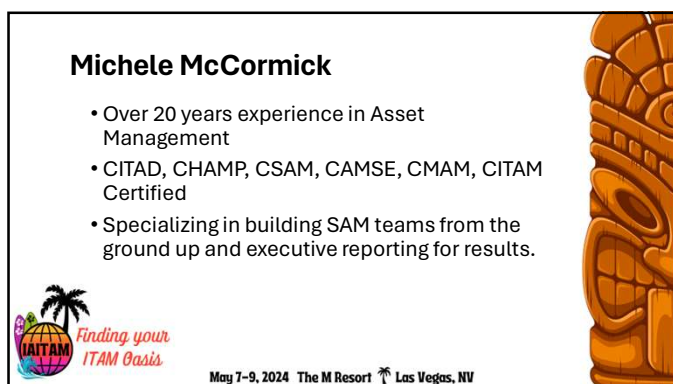 Michele McCormick
• Over 20 years experience in Asset
Management
• CITAD, CHAMP, CSAM, CAMSE, CMAM, CITAM
Certified
• Specializing in building SAM teams from the
ground up and executive reporting for results.
IAITAM
Finding your
ITAM Oasis
May 7-9, 2024 The M Resort Las Vegas, NV